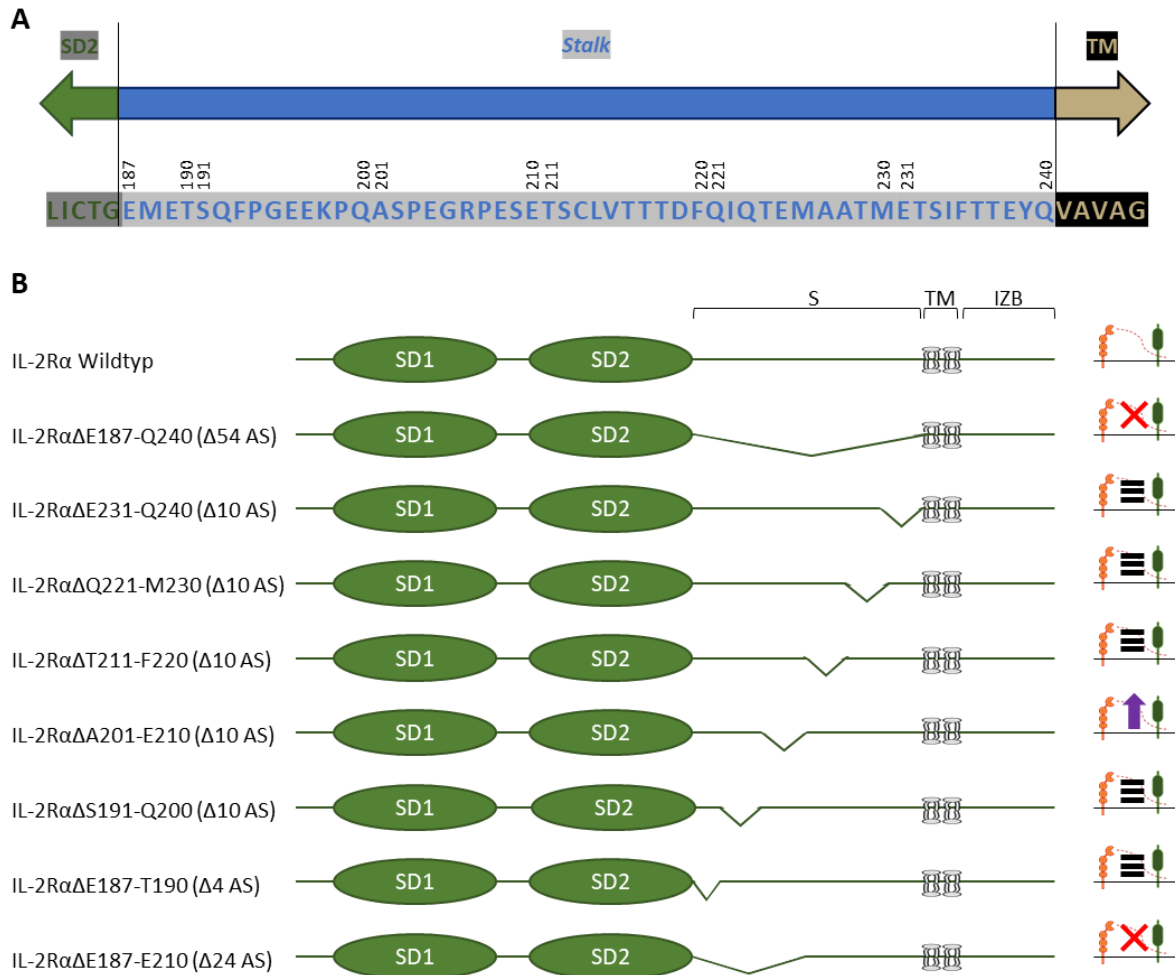 A
SD2 Stalk TM
187 190 191 200 201 210 211 220 221 230 231 240
LICTGEMETSQFPGEEKPQASPEGRPESETSCLVTTTDFQIQTEMAATMETSIFTTEYQVAVAG
B
S TM IZB
IL-2Rα Wildtyp SD1 SD2
IL-2RαΔE187-Q240 (Δ54 AS) SD1 SD2
IL-2RαΔE231-Q240 (Δ10 AS) SD1 SD2
IL-2RαΔQ221-M230 (Δ10 AS) SD1 SD2
IL-2RαΔT211-F220 (Δ10 AS) SD1 SD2
IL-2RαΔA201-E210 (Δ10 AS) SD1 SD2
IL-2RαΔS191-Q200 (Δ10 AS) SD1 SD2
IL-2RαΔE187-T190 (Δ4 AS) SD1 SD2
IL-2RαΔE187-E210 (Δ24 AS) SD1 SD2